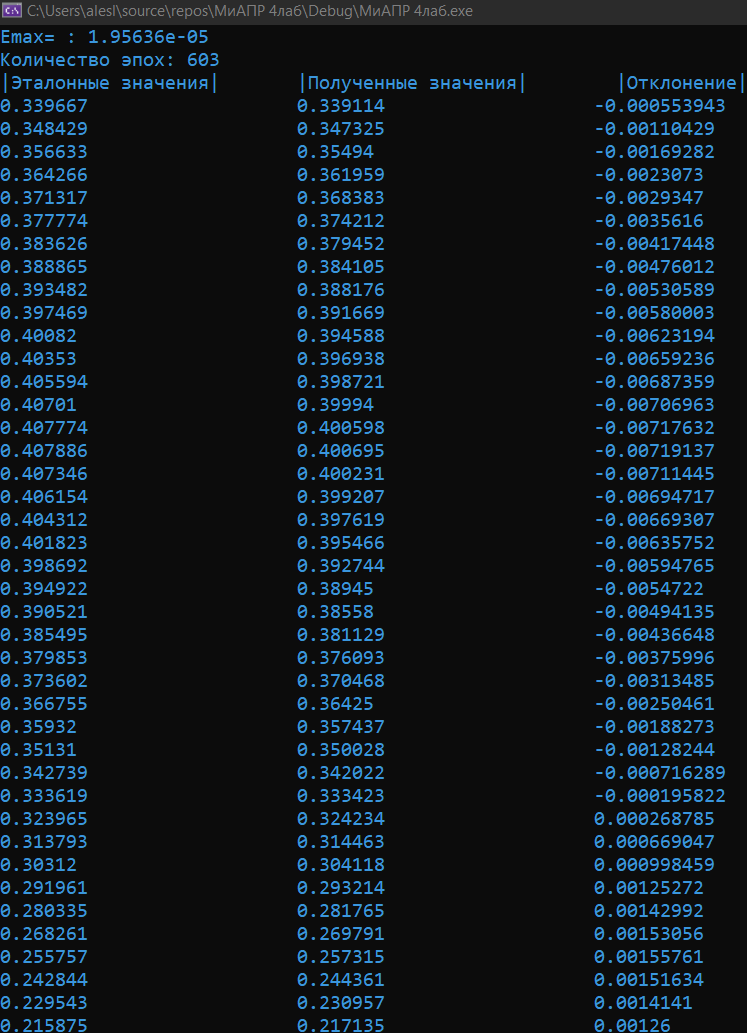 C:\Users\alesl\source\repos\МиАПР 4лаб\Debug\МиАПР 4лаб.exe
Emax= : 1.95636e-05
Количество эпох: 603
|Эталонные значения| |Полученные значения| |Отклонение|
0.339667 0.339114 -0.000553943
0.348429 0.347325 -0.00110429
0.356633 0.35494 -0.00169282
0.364266 0.361959 -0.0023073
0.371317 0.368383 -0.0029347
0.377774 0.374212 -0.0035616
0.383626 0.379452 -0.00417448
0.388865 0.384105 -0.00476012
0.393482 0.388176 -0.00530589
0.397469 0.391669 -0.00580003
0.40082 0.394588 -0.00623194
0.40353 0.396938 -0.00659236
0.405594 0.398721 -0.00687359
0.40701 0.39994 -0.00706963
0.407774 0.400598 -0.00717632
0.407886 0.400695 -0.00719137
0.407346 0.400231 -0.00711445
0.406154 0.399207 -0.00694717
0.404312 0.397619 -0.00669307
0.401823 0.395466 -0.00635752
0.398692 0.392744 -0.00594765
0.394922 0.38945 -0.0054722
0.390521 0.38558 -0.00494135
0.385495 0.381129 -0.00436648
0.379853 0.376093 -0.00375996
0.373602 0.370468 -0.00313485
0.366755 0.36425 -0.00250461
0.35932 0.357437 -0.00188273
0.35131 0.350028 -0.00128244
0.342739 0.342022 -0.000716289
0.333619 0.333423 -0.000195822
0.323965 0.324234 0.000268785
0.313793 0.314463 0.000669047
0.30312 0.304118 0.000998459
0.291961 0.293214 0.00125272
0.280335 0.281765 0.00142992
0.268261 0.269791 0.00153056
0.255757 0.257315 0.00155761
0.242844 0.244361 0.00151634
0.229543 0.230957 0.0014141
0.215875 0.217135 0.00126